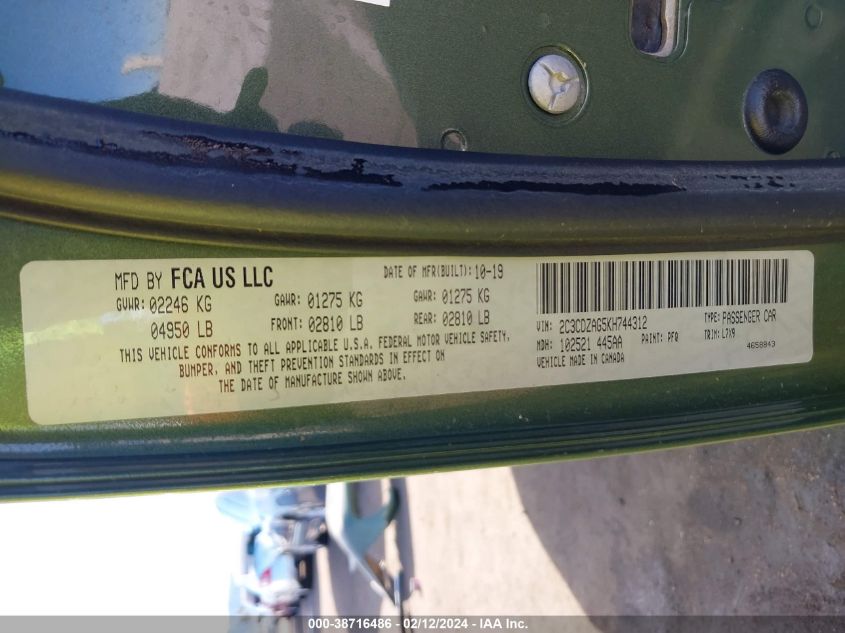 MFD BY FCA US LLC
DATE OF MFR(BUILT): 10-19
GVWR: 02246 KG
GAWR: 01275 KG
GAWR: 01275 KG
04950 LB
FRONT: 02810 LB
REAR: 02810 LB
THIS VEHICLE CONFORMS TO ALL APPLICABLE U.S.A. FEDERAL MOTOR VEHICLE SAFETY,
BUMPER, AND THEFT PREVENTION STANDARDS IN EFFECT ON
THE DATE OF MANUFACTURE SHOWN ABOVE.
VIN: 2C3CDZAG5KH744312
TYPE: PASSENGER CAR
MDH: 102521 445AA
PAINT: PFQ
TRIM: L7X9
VEHICLE MADE IN CANADA
4658843
000-38716486 - 02/12/2024 - IAA Inc.